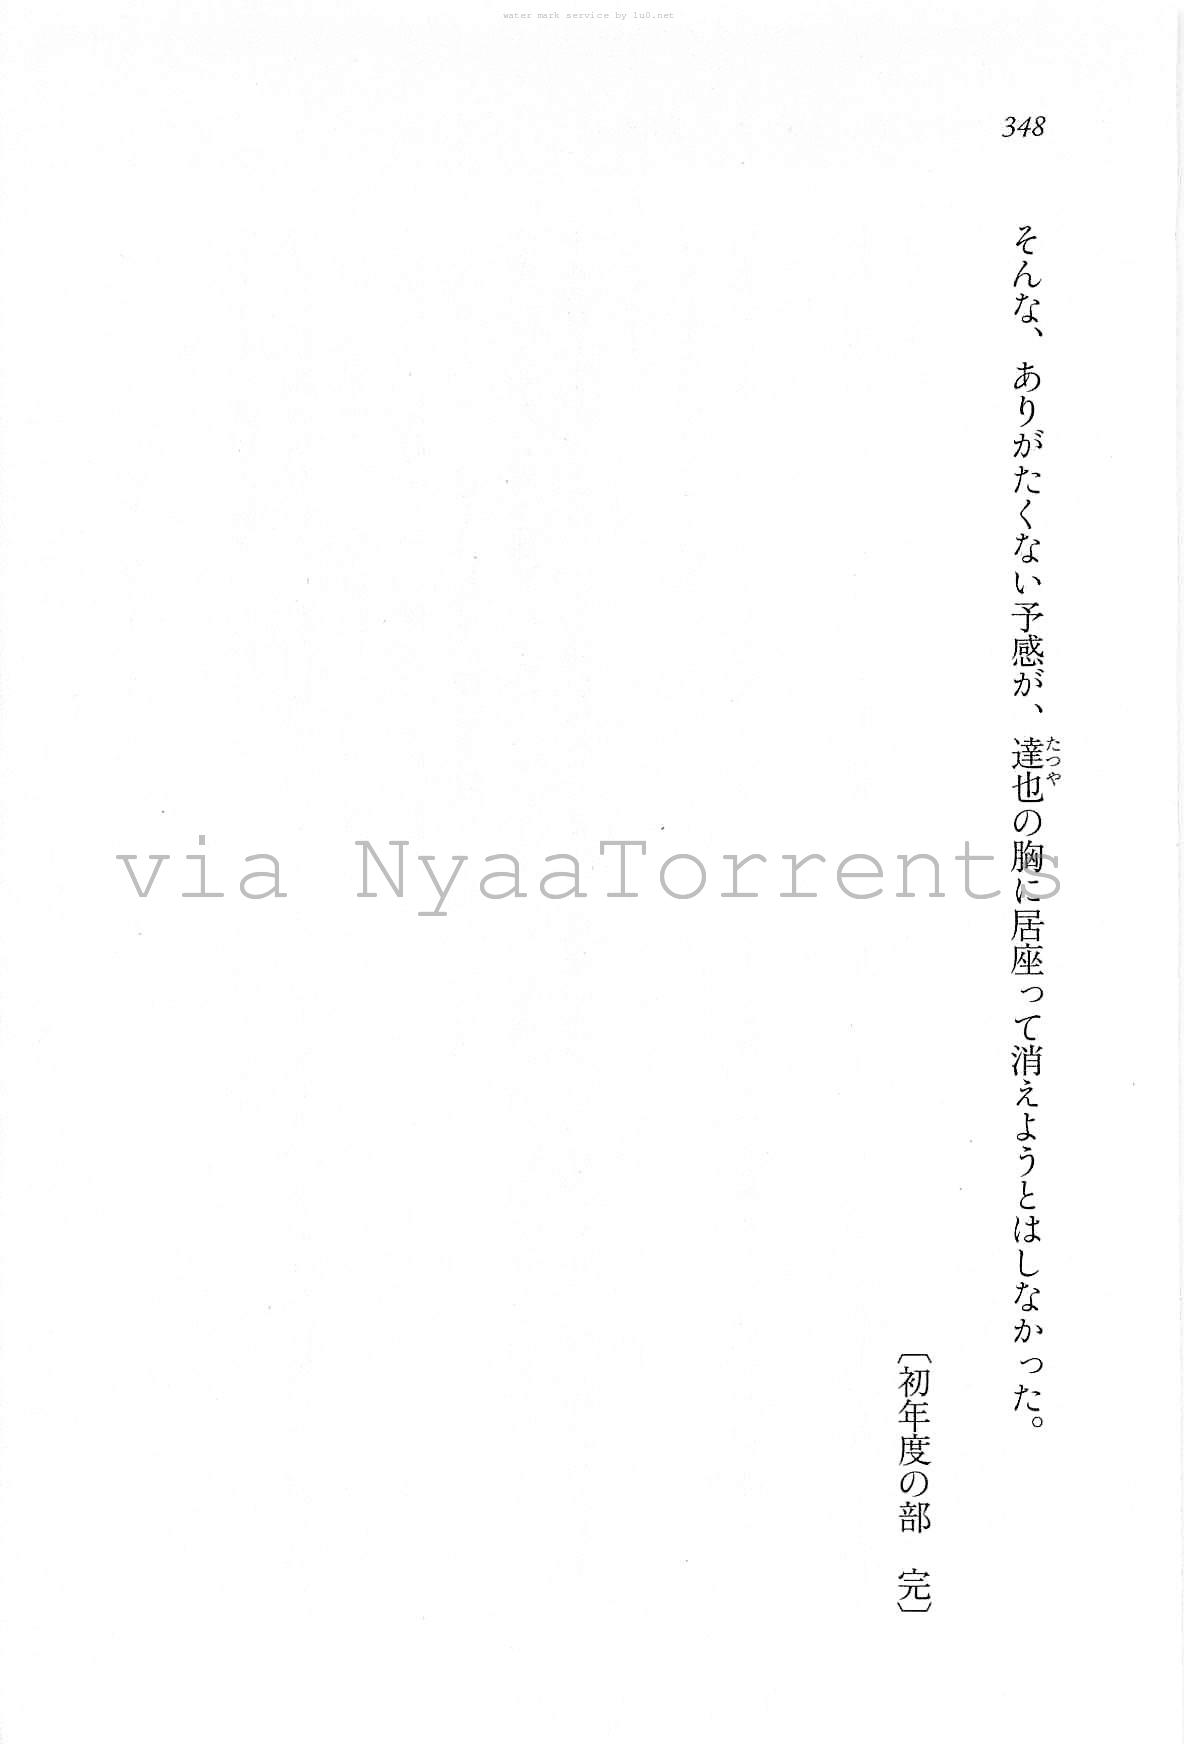 water mark service by lu0.net
348
そんな、ありがたくない予感が、達也の胸に居座って消えようとはしなかった。
たつや
〔初年度の部　完〕
via NyaaTorrents